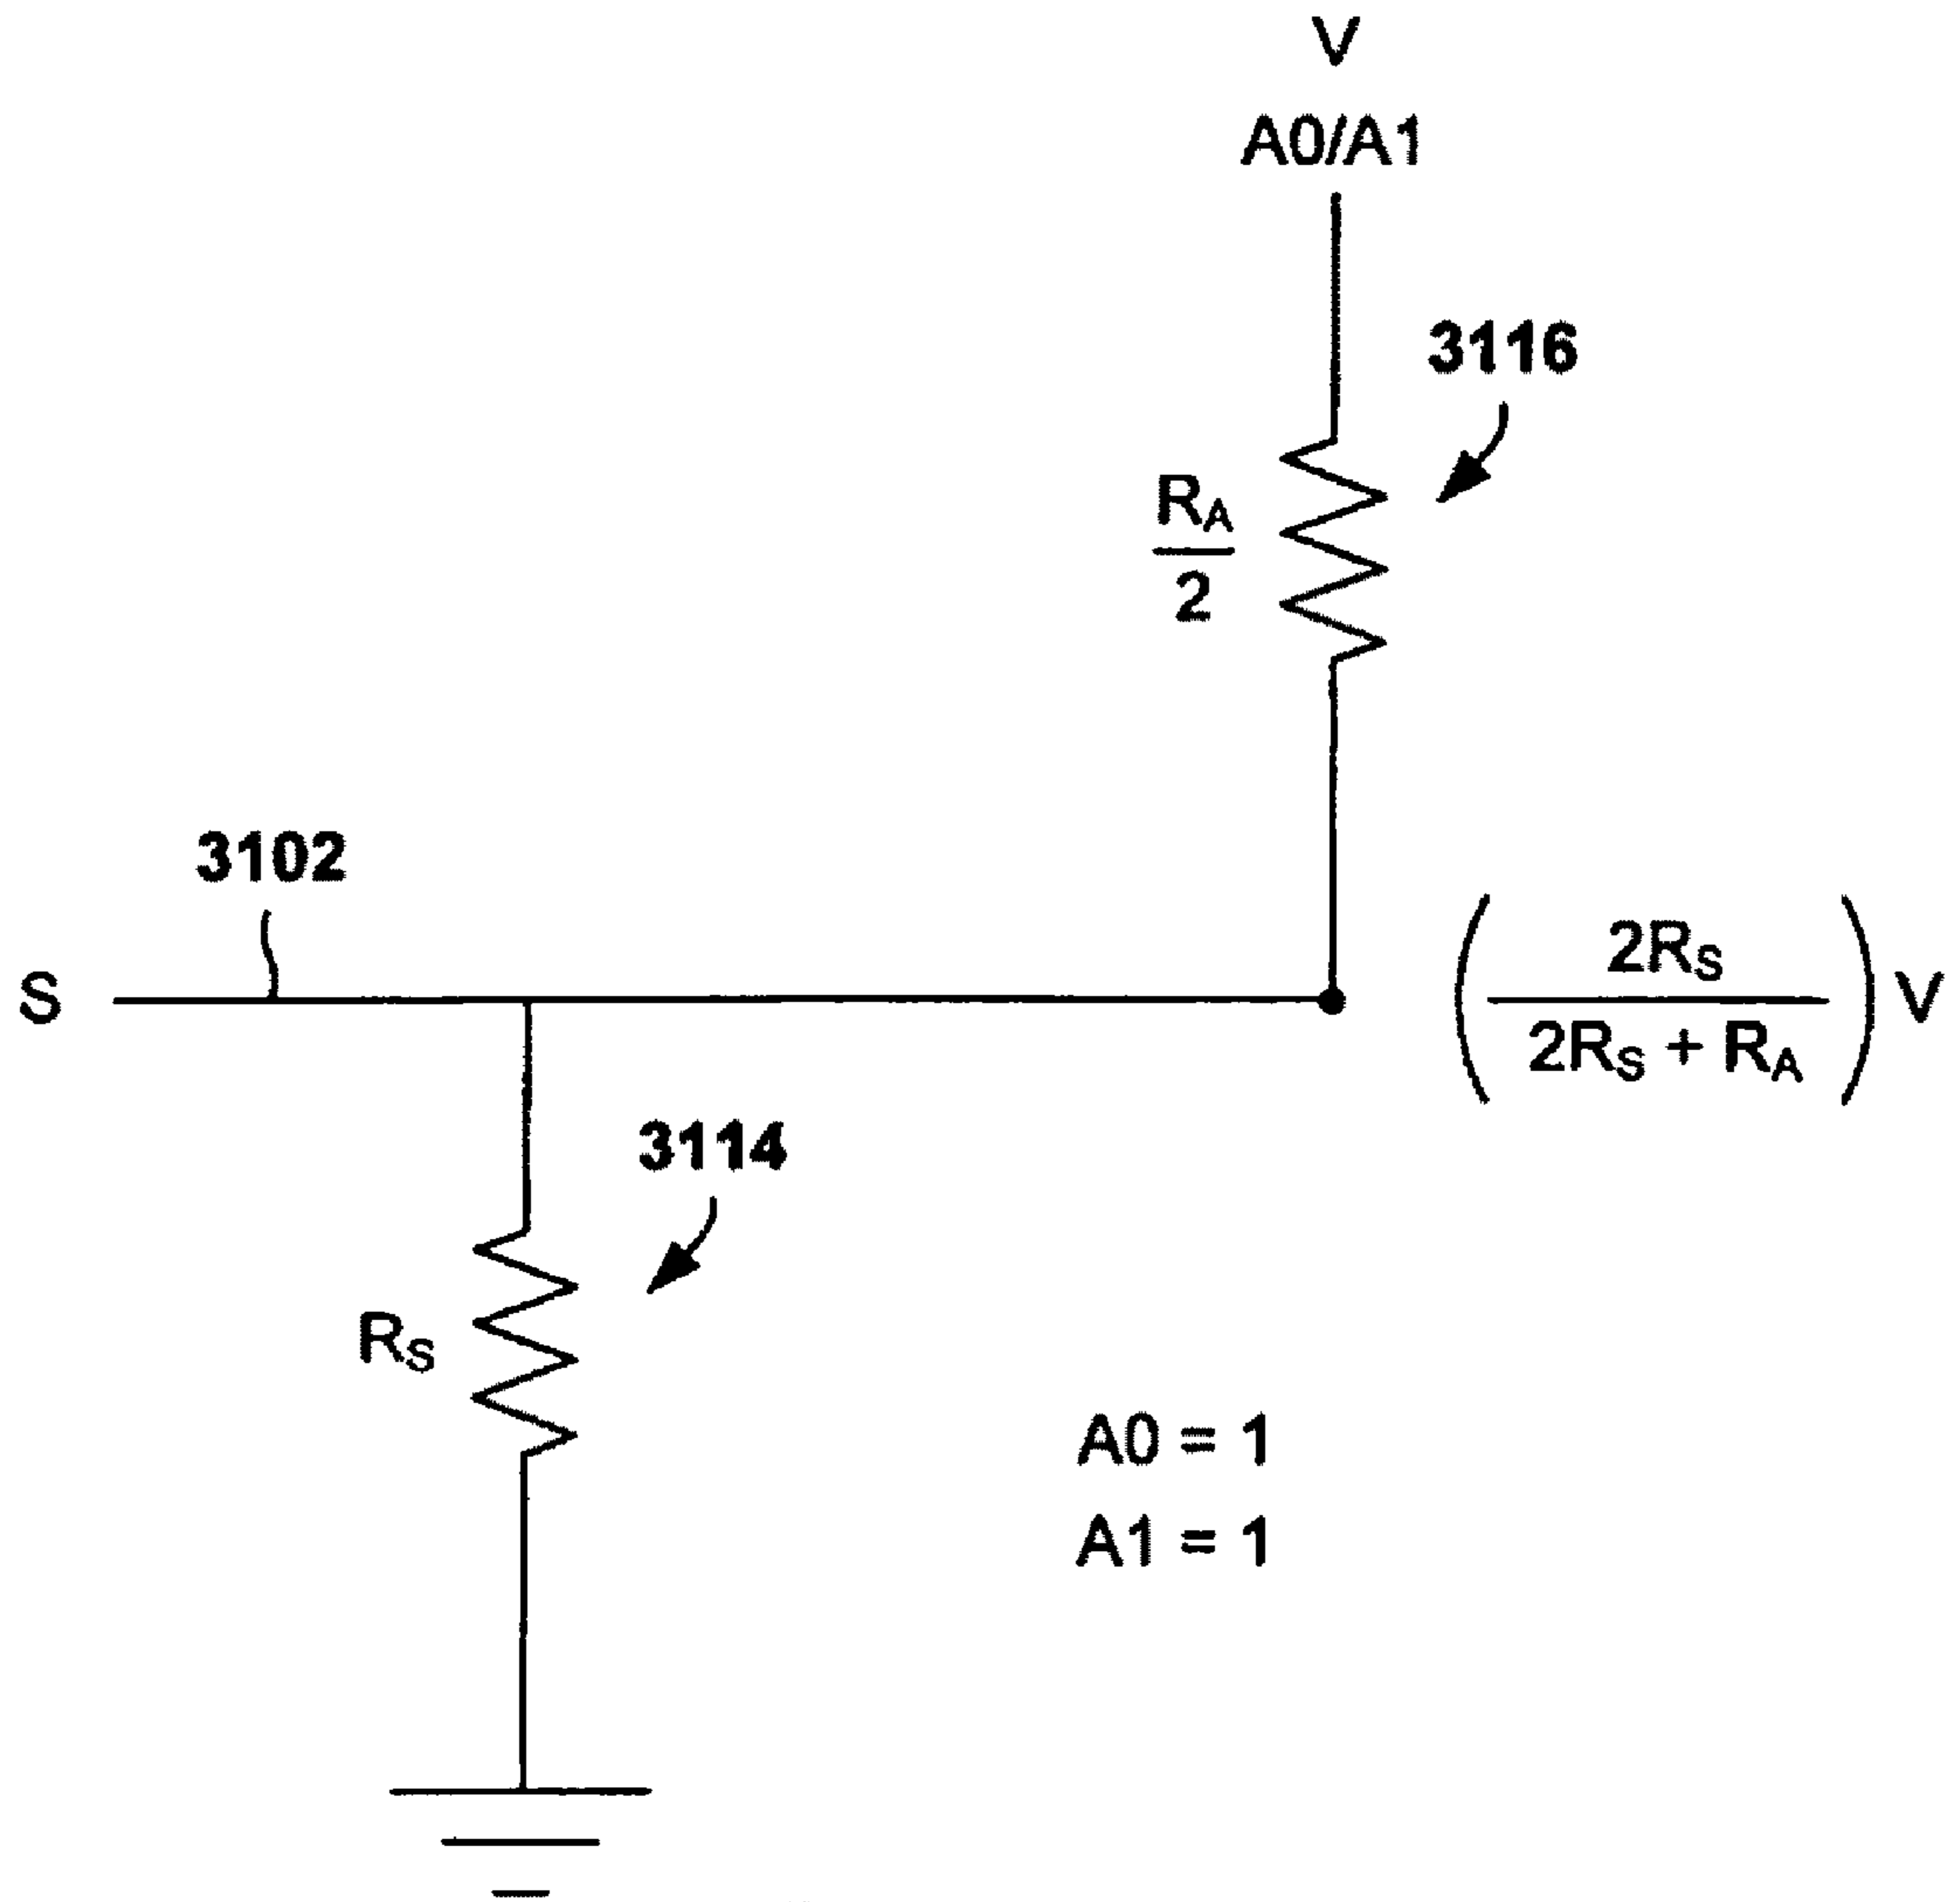 V
A0/A1
3116
R_A
2
3102
S
2R_S
2R_S + R_A
( ) V
3114
R_S
A0 = 1
A1 = 1